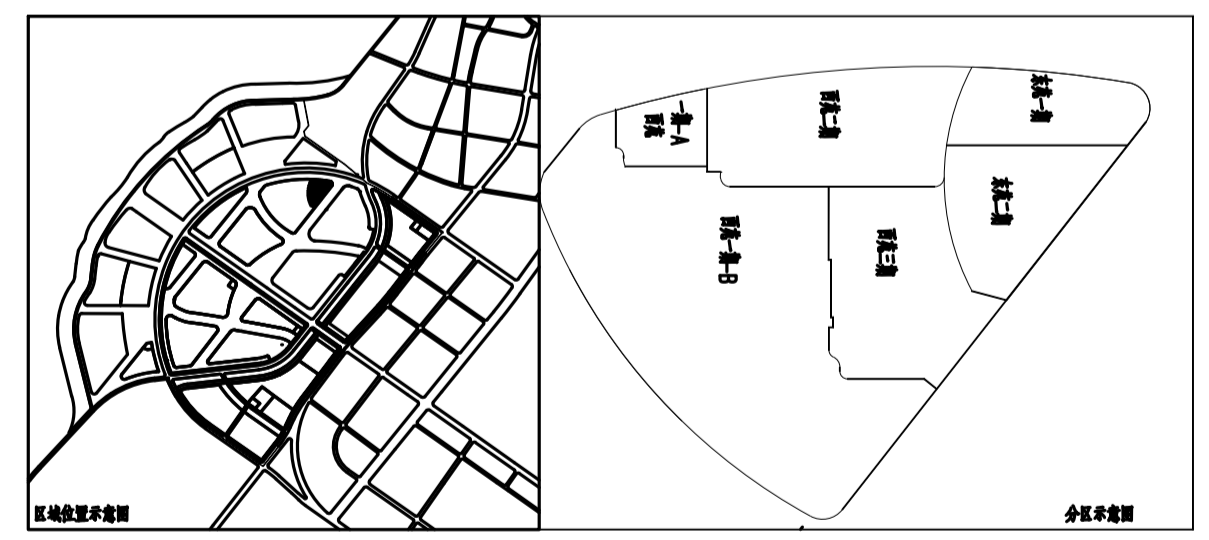 区域位置示意图
西苑
一期-A
西苑二期
东苑一期
东苑二期
西苑三期
西苑一期-B
分区示意图